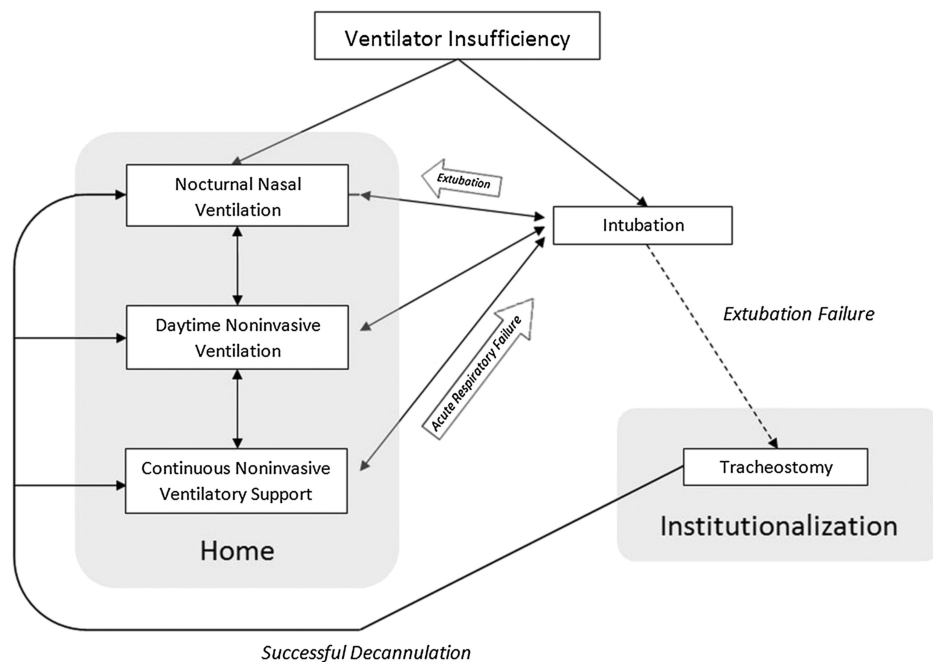 Ventilator Insufficiency
Nocturnal Nasal
Ventilation
Extubation
Intubation
Daytime Noninvasive
Ventilation
Extubation Failure
Acute Respiratory Failure
Continuous Noninvasive
Ventilatory Support
Tracheostomy
Home
Institutionalization
Successful Decannulation